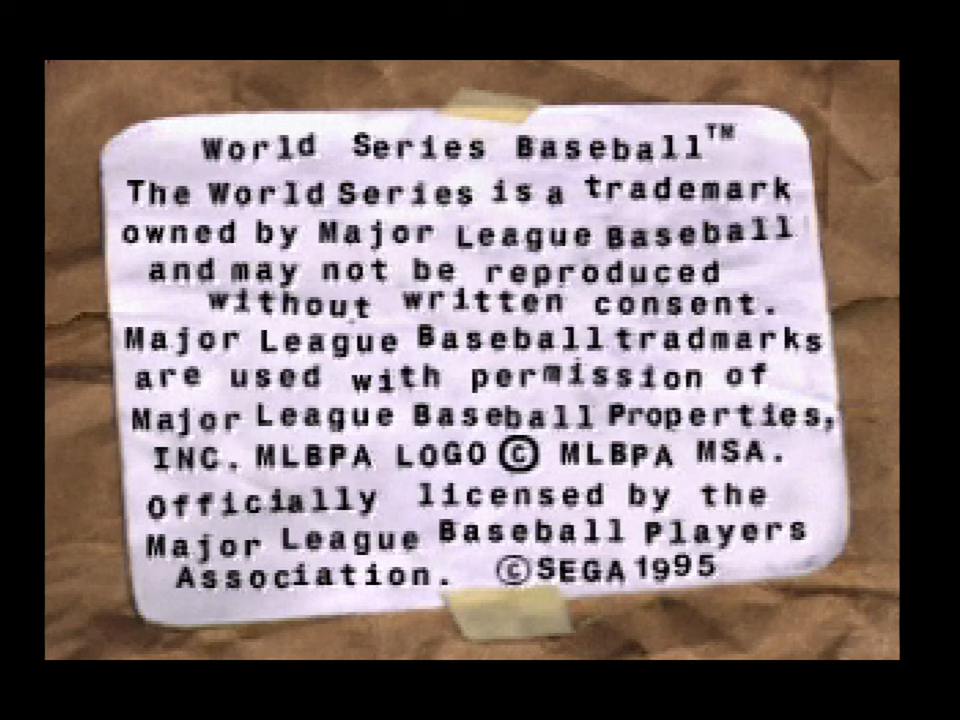 World Series Baseball™
The World Series is a trademark
owned by Major League Baseball
and may not be reproduced
without written consent.
Major League Baseball tradmarks
are used with permission of
Major League Baseball Properties,
INC. MLBPA LOGO © MLBPA MSA.
Officially licensed by the
Major League Baseball Players
Association. ©SEGA 1995